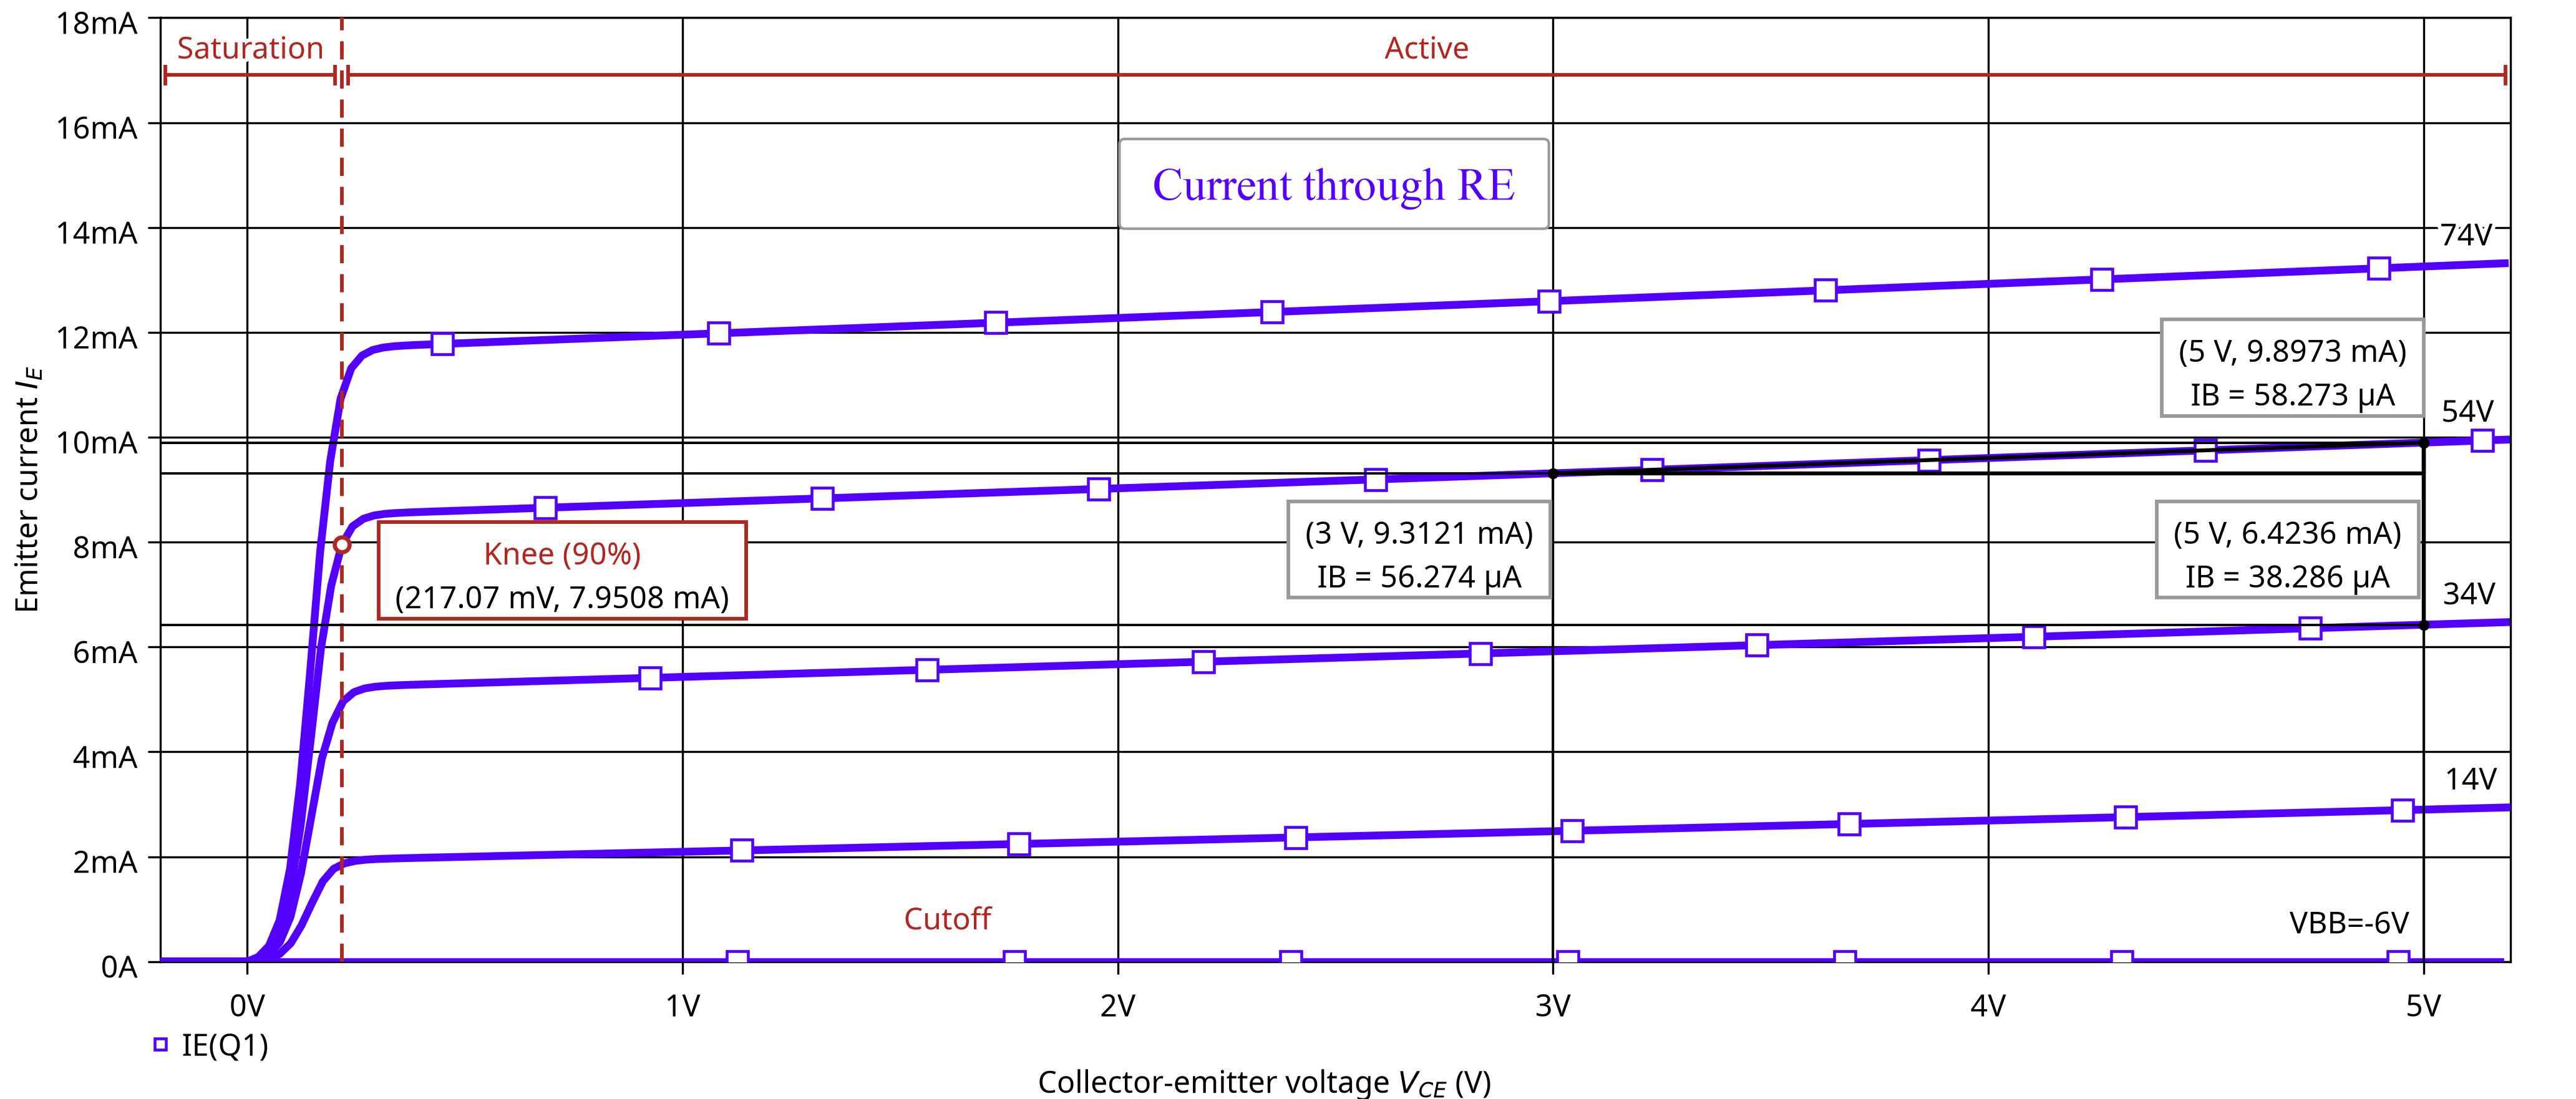 18mA
Saturation
Active
16mA
Current through RE
14mA
74V
12mA
(5 V, 9.8973 mA)
IB = 58.273 µA
54V
10mA
Emitter current IE
Knee (90%)
(217.07 mV, 7.9508 mA)
(3 V, 9.3121 mA)
IB = 56.274 µA
(5 V, 6.4236 mA)
IB = 38.286 µA
8mA
34V
6mA
4mA
14V
2mA
Cutoff
VBB=-6V
0A
0V 1V 2V 3V 4V 5V
IE(Q1)
Collector-emitter voltage VCE (V)